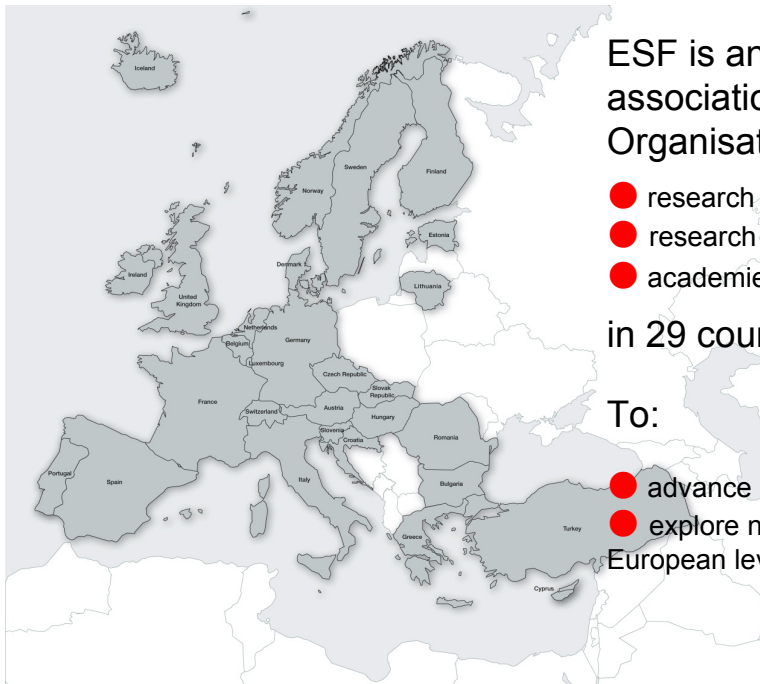 Iceland
Norway
Sweden
Finland
Estonia
Denmark
Lithuania
Ireland
United
Kingdom
Netherlands
Belgium
Germany
Luxembourg
Czech Republic
Slovak
Republic
France
Switzerland
Austria
Hungary
Slovenia
Croatia
Romania
Portugal
Spain
Italy
Bulgaria
Greece
Turkey
Cyprus
ESF is an
associatio
Organisat
● research
● research
● academie
in 29 coun
To:
● advance
● explore n
European lev